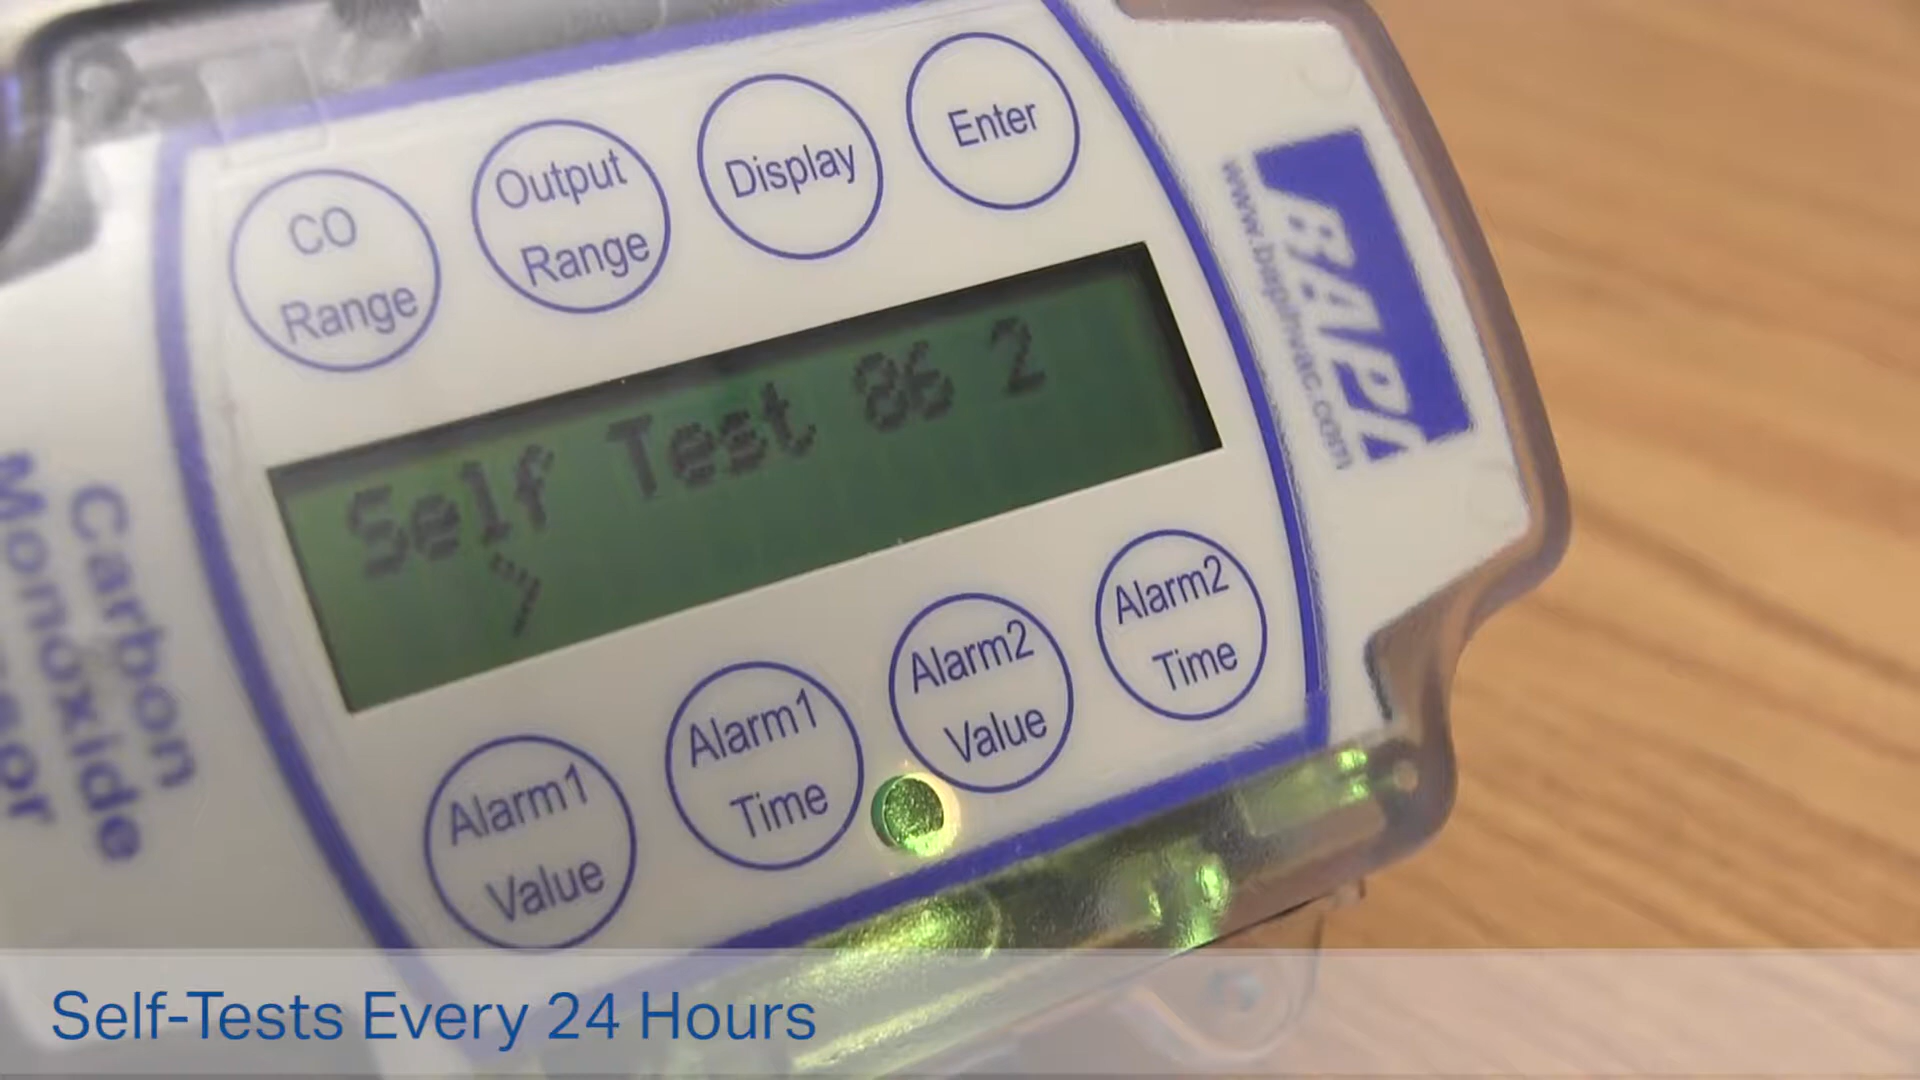 CO
Range
Output
Range
Display
Enter
Self Test 86 2
>
Alarm1
Value
Alarm1
Time
Alarm2
Value
Alarm2
Time
BAPI
www.bapihvac.com
Carbon
Monoxide
Self-Tests Every 24 Hours